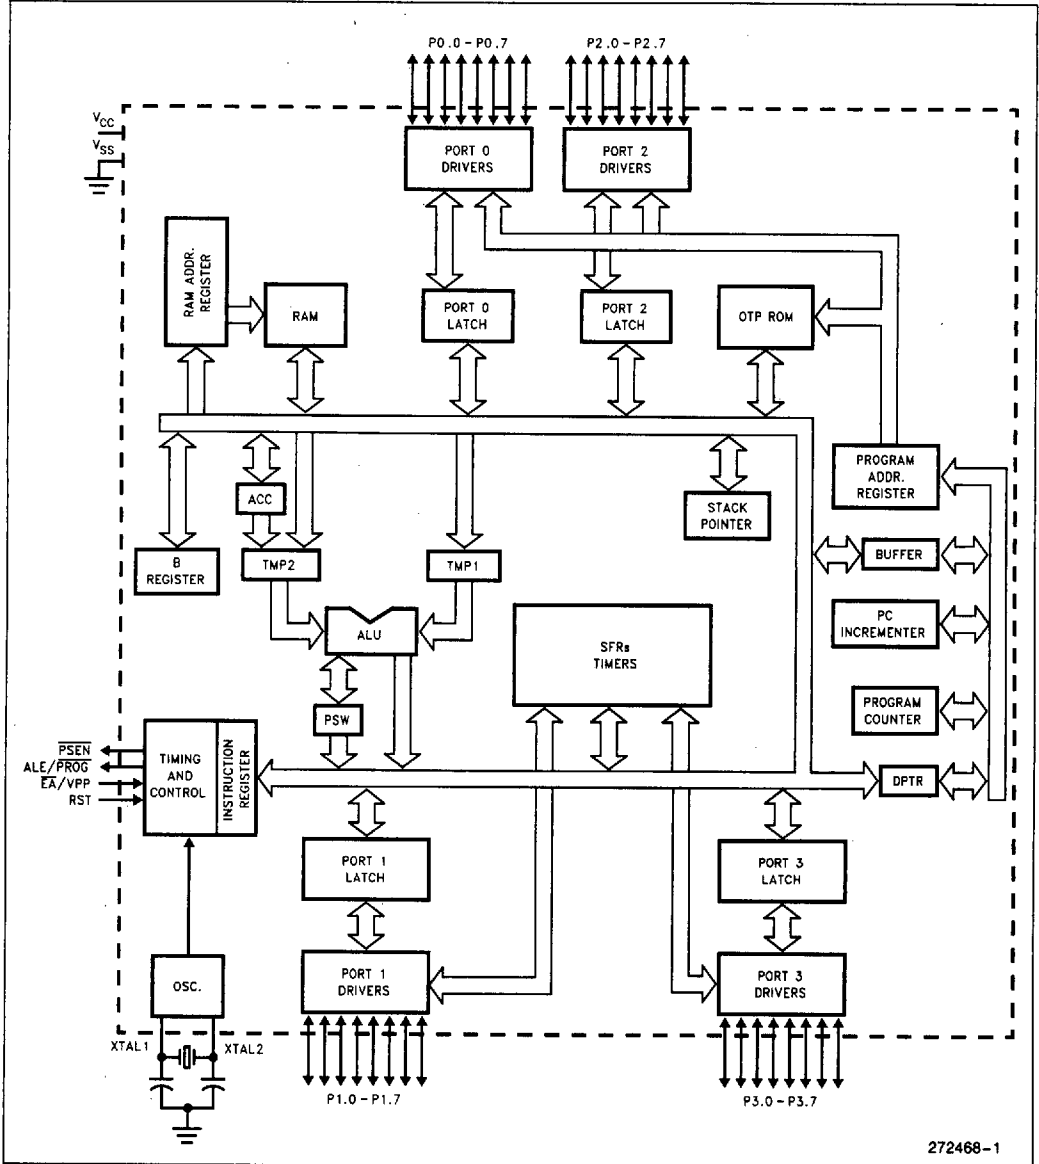 P0.0 – P0.7
P2.0 – P2.7
VCC
VSS
PORT 0
DRIVERS
PORT 2
DRIVERS
RAM ADDR.
REGISTER
RAM
PORT 0
LATCH
PORT 2
LATCH
OTP ROM
PROGRAM
ADDR.
REGISTER
ACC
STACK
POINTER
B
REGISTER
TMP2
TMP1
BUFFER
ALU
SFRs
TIMERS
PC
INCREMENTER
PSW
PROGRAM
COUNTER
PSEN
ALE/PROG
EA/VPP
RST
TIMING
AND
CONTROL
INSTRUCTION
REGISTER
DPTR
PORT 1
LATCH
PORT 3
LATCH
OSC.
PORT 1
DRIVERS
PORT 3
DRIVERS
XTAL1
XTAL2
P1.0 – P1.7
P3.0 – P3.7
272468–1